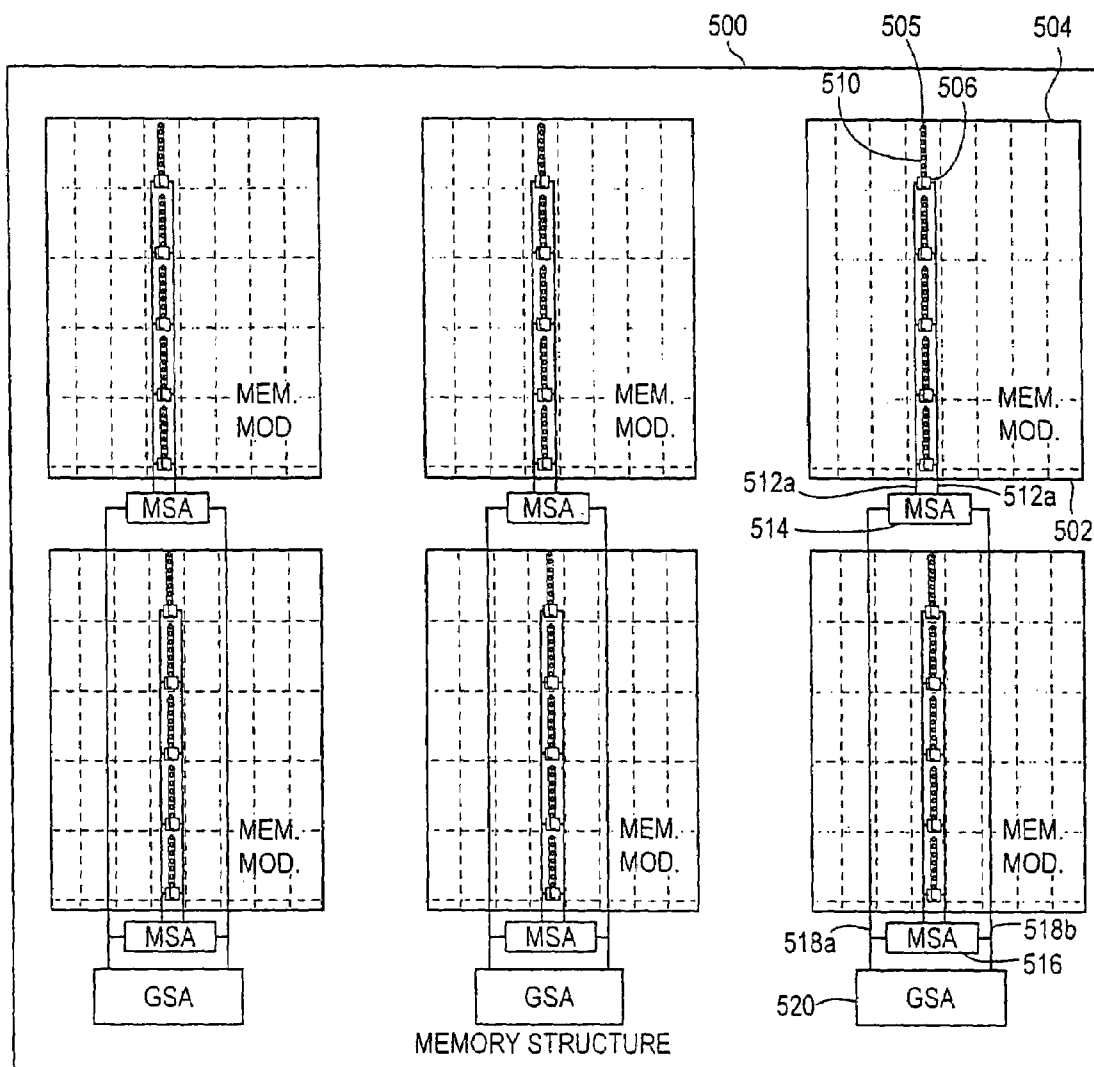 500
505
504
510
506
MEM.
MOD
MEM.
MOD.
MEM.
MOD.
512a
512a
502
MSA
MSA
MSA
514
MEM.
MOD.
MEM.
MOD.
MEM.
MOD.
MSA
MSA
518a
MSA
518b
516
GSA
GSA
520
GSA
MEMORY STRUCTURE